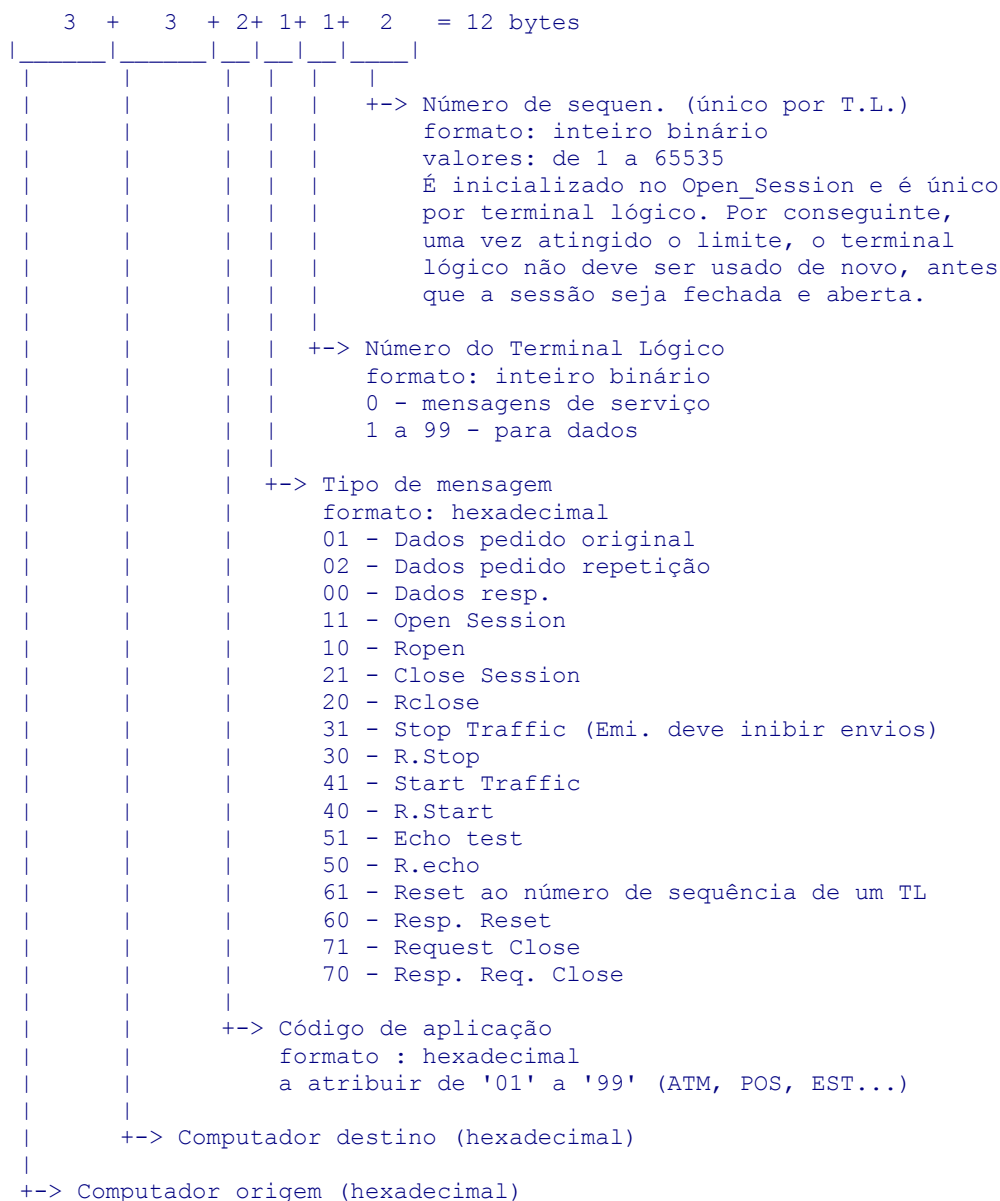 3 + 3 + 2+ 1+ 1+ 2 = 12 bytes
|______|______|__|__|__|____|
| | | | | |
| | | | | +-> Número de sequen. (único por T.L.)
| | | | | formato: inteiro binário
| | | | | valores: de 1 a 65535
| | | | | É inicializado no Open_Session e é único
| | | | | por terminal lógico. Por conseguinte,
| | | | | uma vez atingido o limite, o terminal
| | | | | lógico não deve ser usado de novo, antes
| | | | | que a sessão seja fechada e aberta.
| | | | |
| | | | +-> Número do Terminal Lógico
| | | | formato: inteiro binário
| | | | 0 - mensagens de serviço
| | | | 1 a 99 - para dados
| | | |
| | | +-> Tipo de mensagem
| | | formato: hexadecimal
| | | 01 - Dados pedido original
| | | 02 - Dados pedido repetição
| | | 00 - Dados resp.
| | | 11 - Open Session
| | | 10 - Ropen
| | | 21 - Close Session
| | | 20 - Rclose
| | | 31 - Stop Traffic (Emi. deve inibir envios)
| | | 30 - R.Stop
| | | 41 - Start Traffic
| | | 40 - R.Start
| | | 51 - Echo test
| | | 50 - R.echo
| | | 61 - Reset ao número de sequência de um TL
| | | 60 - Resp. Reset
| | | 71 - Request Close
| | | 70 - Resp. Req. Close
| | |
| | +-> Código de aplicação
| | formato : hexadecimal
| | a atribuir de '01' a '99' (ATM, POS, EST...)
| |
| +-> Computador destino (hexadecimal)
|
+-> Computador origem (hexadecimal)